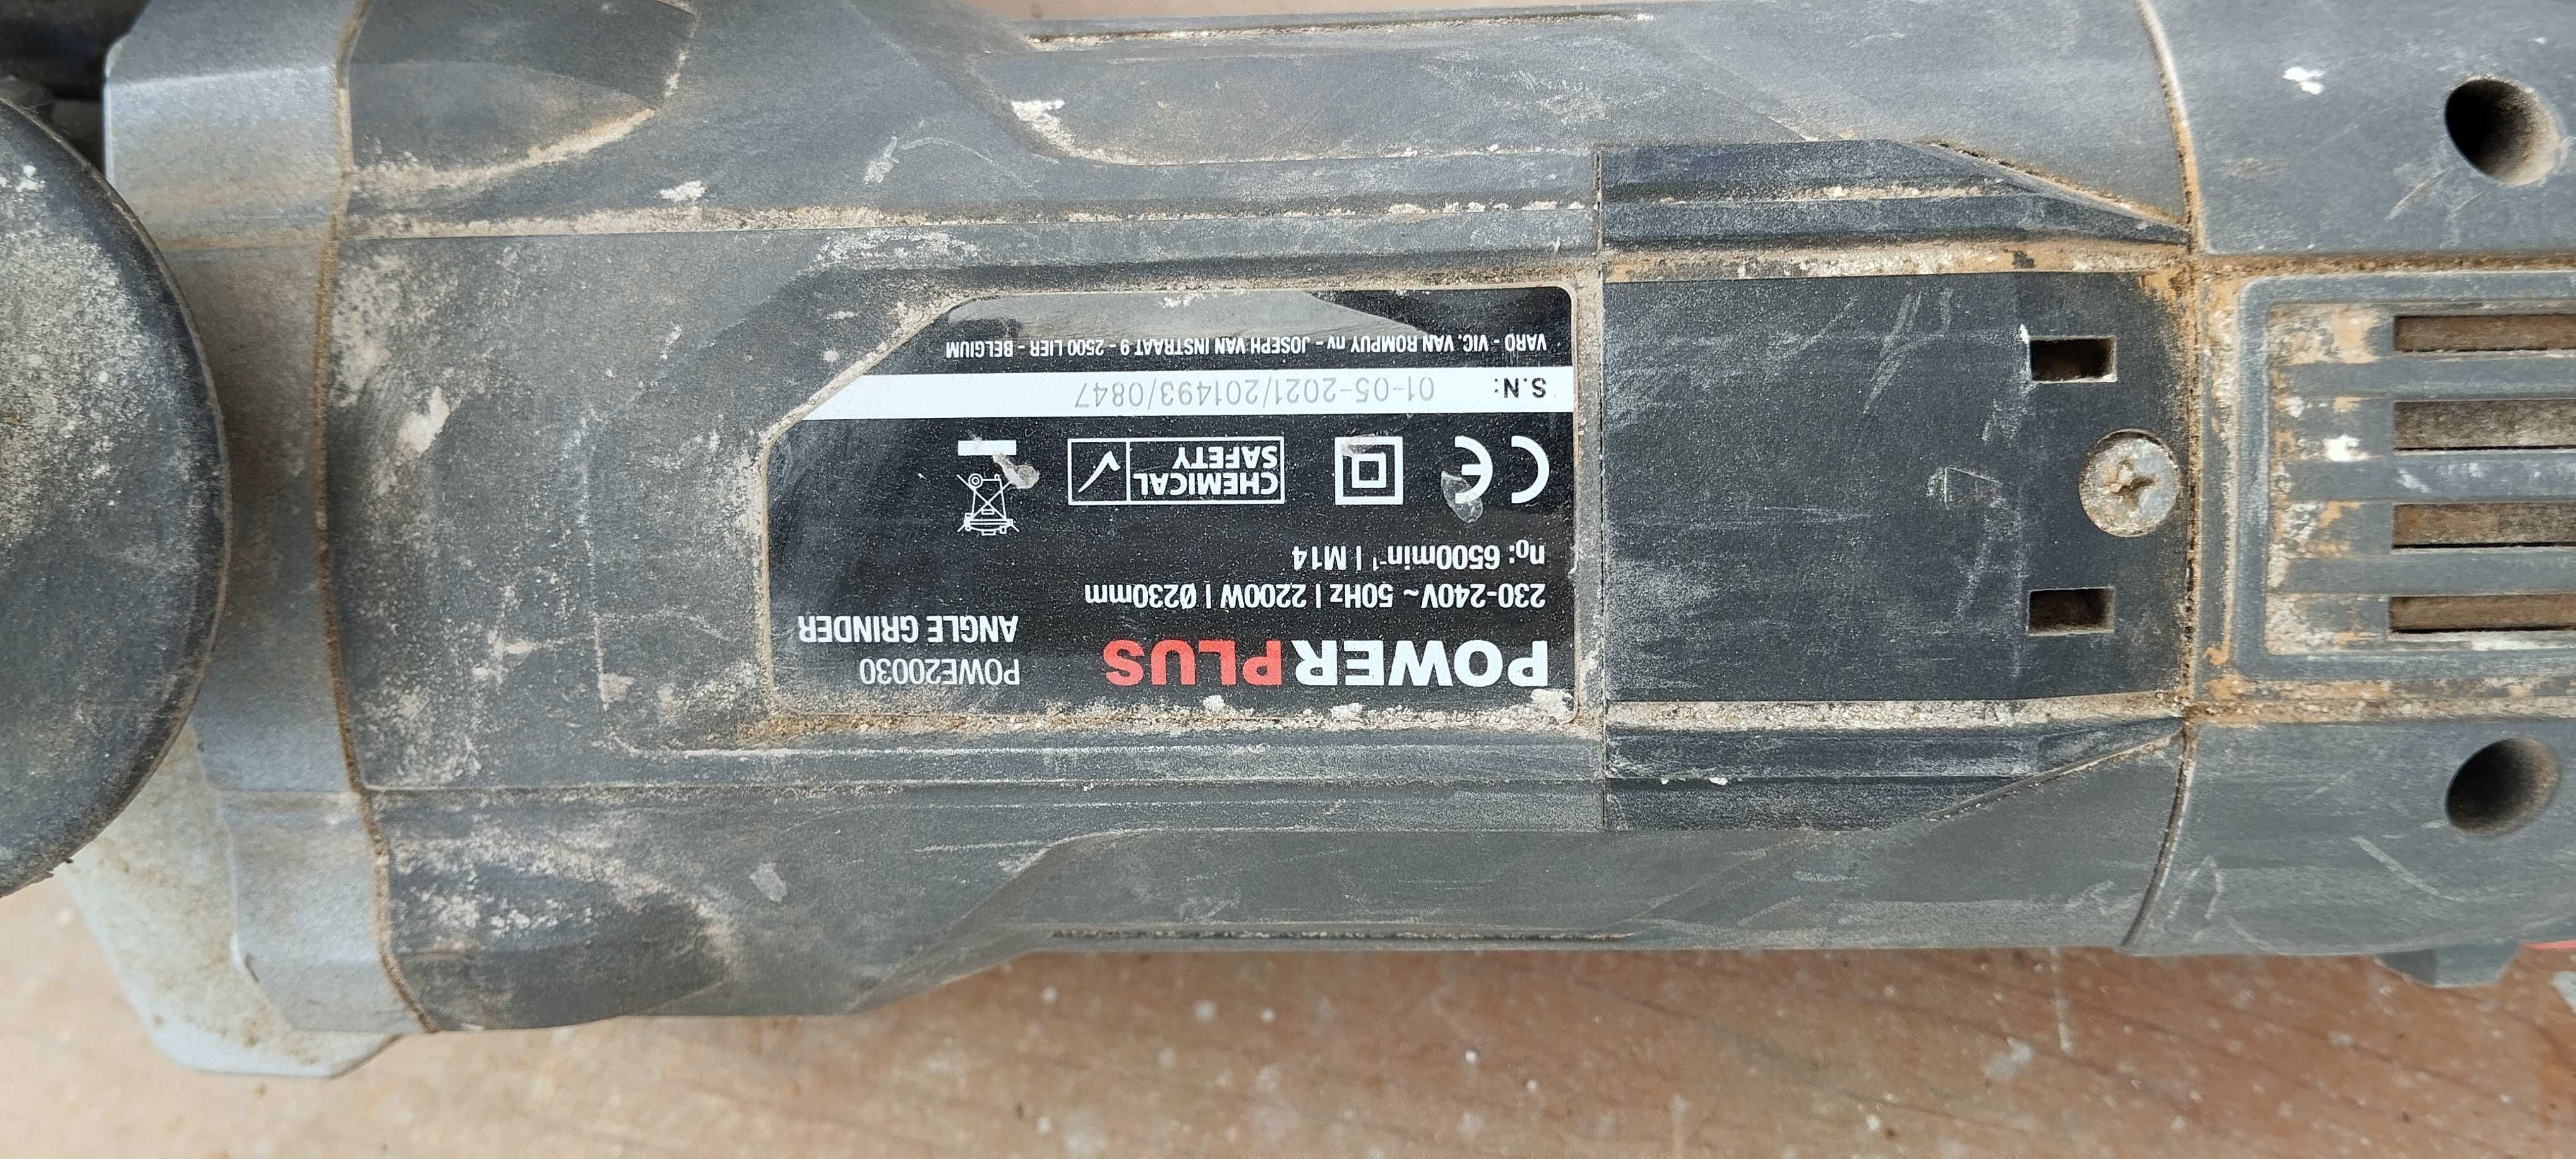 POWERPLUS
POWE20030
ANGLE GRINDER
230-240V ~ 50Hz | 2200W | Ø230mm
n₀: 6500min⁻¹ | M14
CE
CHEMICAL
SAFETY
S.N: 01-05-2021/201493/0847
VARO - VIC. VAN ROMPUY nv - JOSEPH VAN INSTRAAT 9 - 2500 LIER - BELGIUM